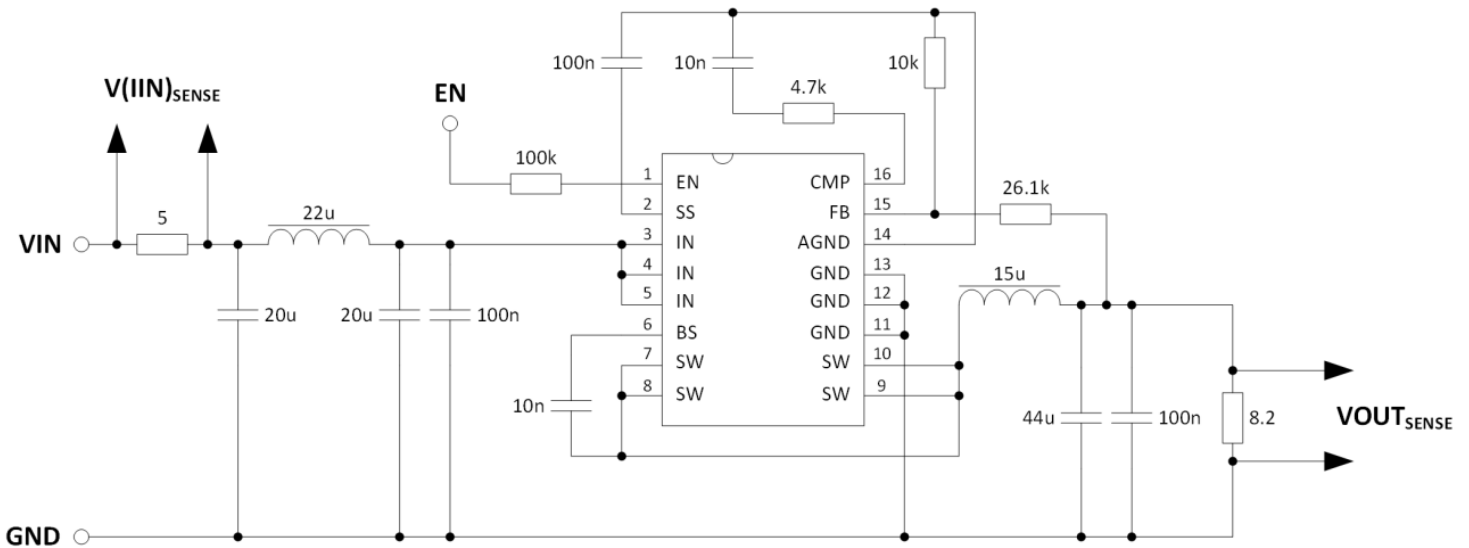 100n
10n
10k
4.7k
V(IIN)SENSE
EN
100k
1 EN CMP 16
26.1k
2 SS FB 15
5
22u
VIN
3 IN AGND 14
4 IN GND 13
15u
5 IN GND 12
20u
20u
100n
6 BS GND 11
7 SW SW 10
8 SW SW 9
10n
44u
100n
8.2
VOUTSENSE
GND